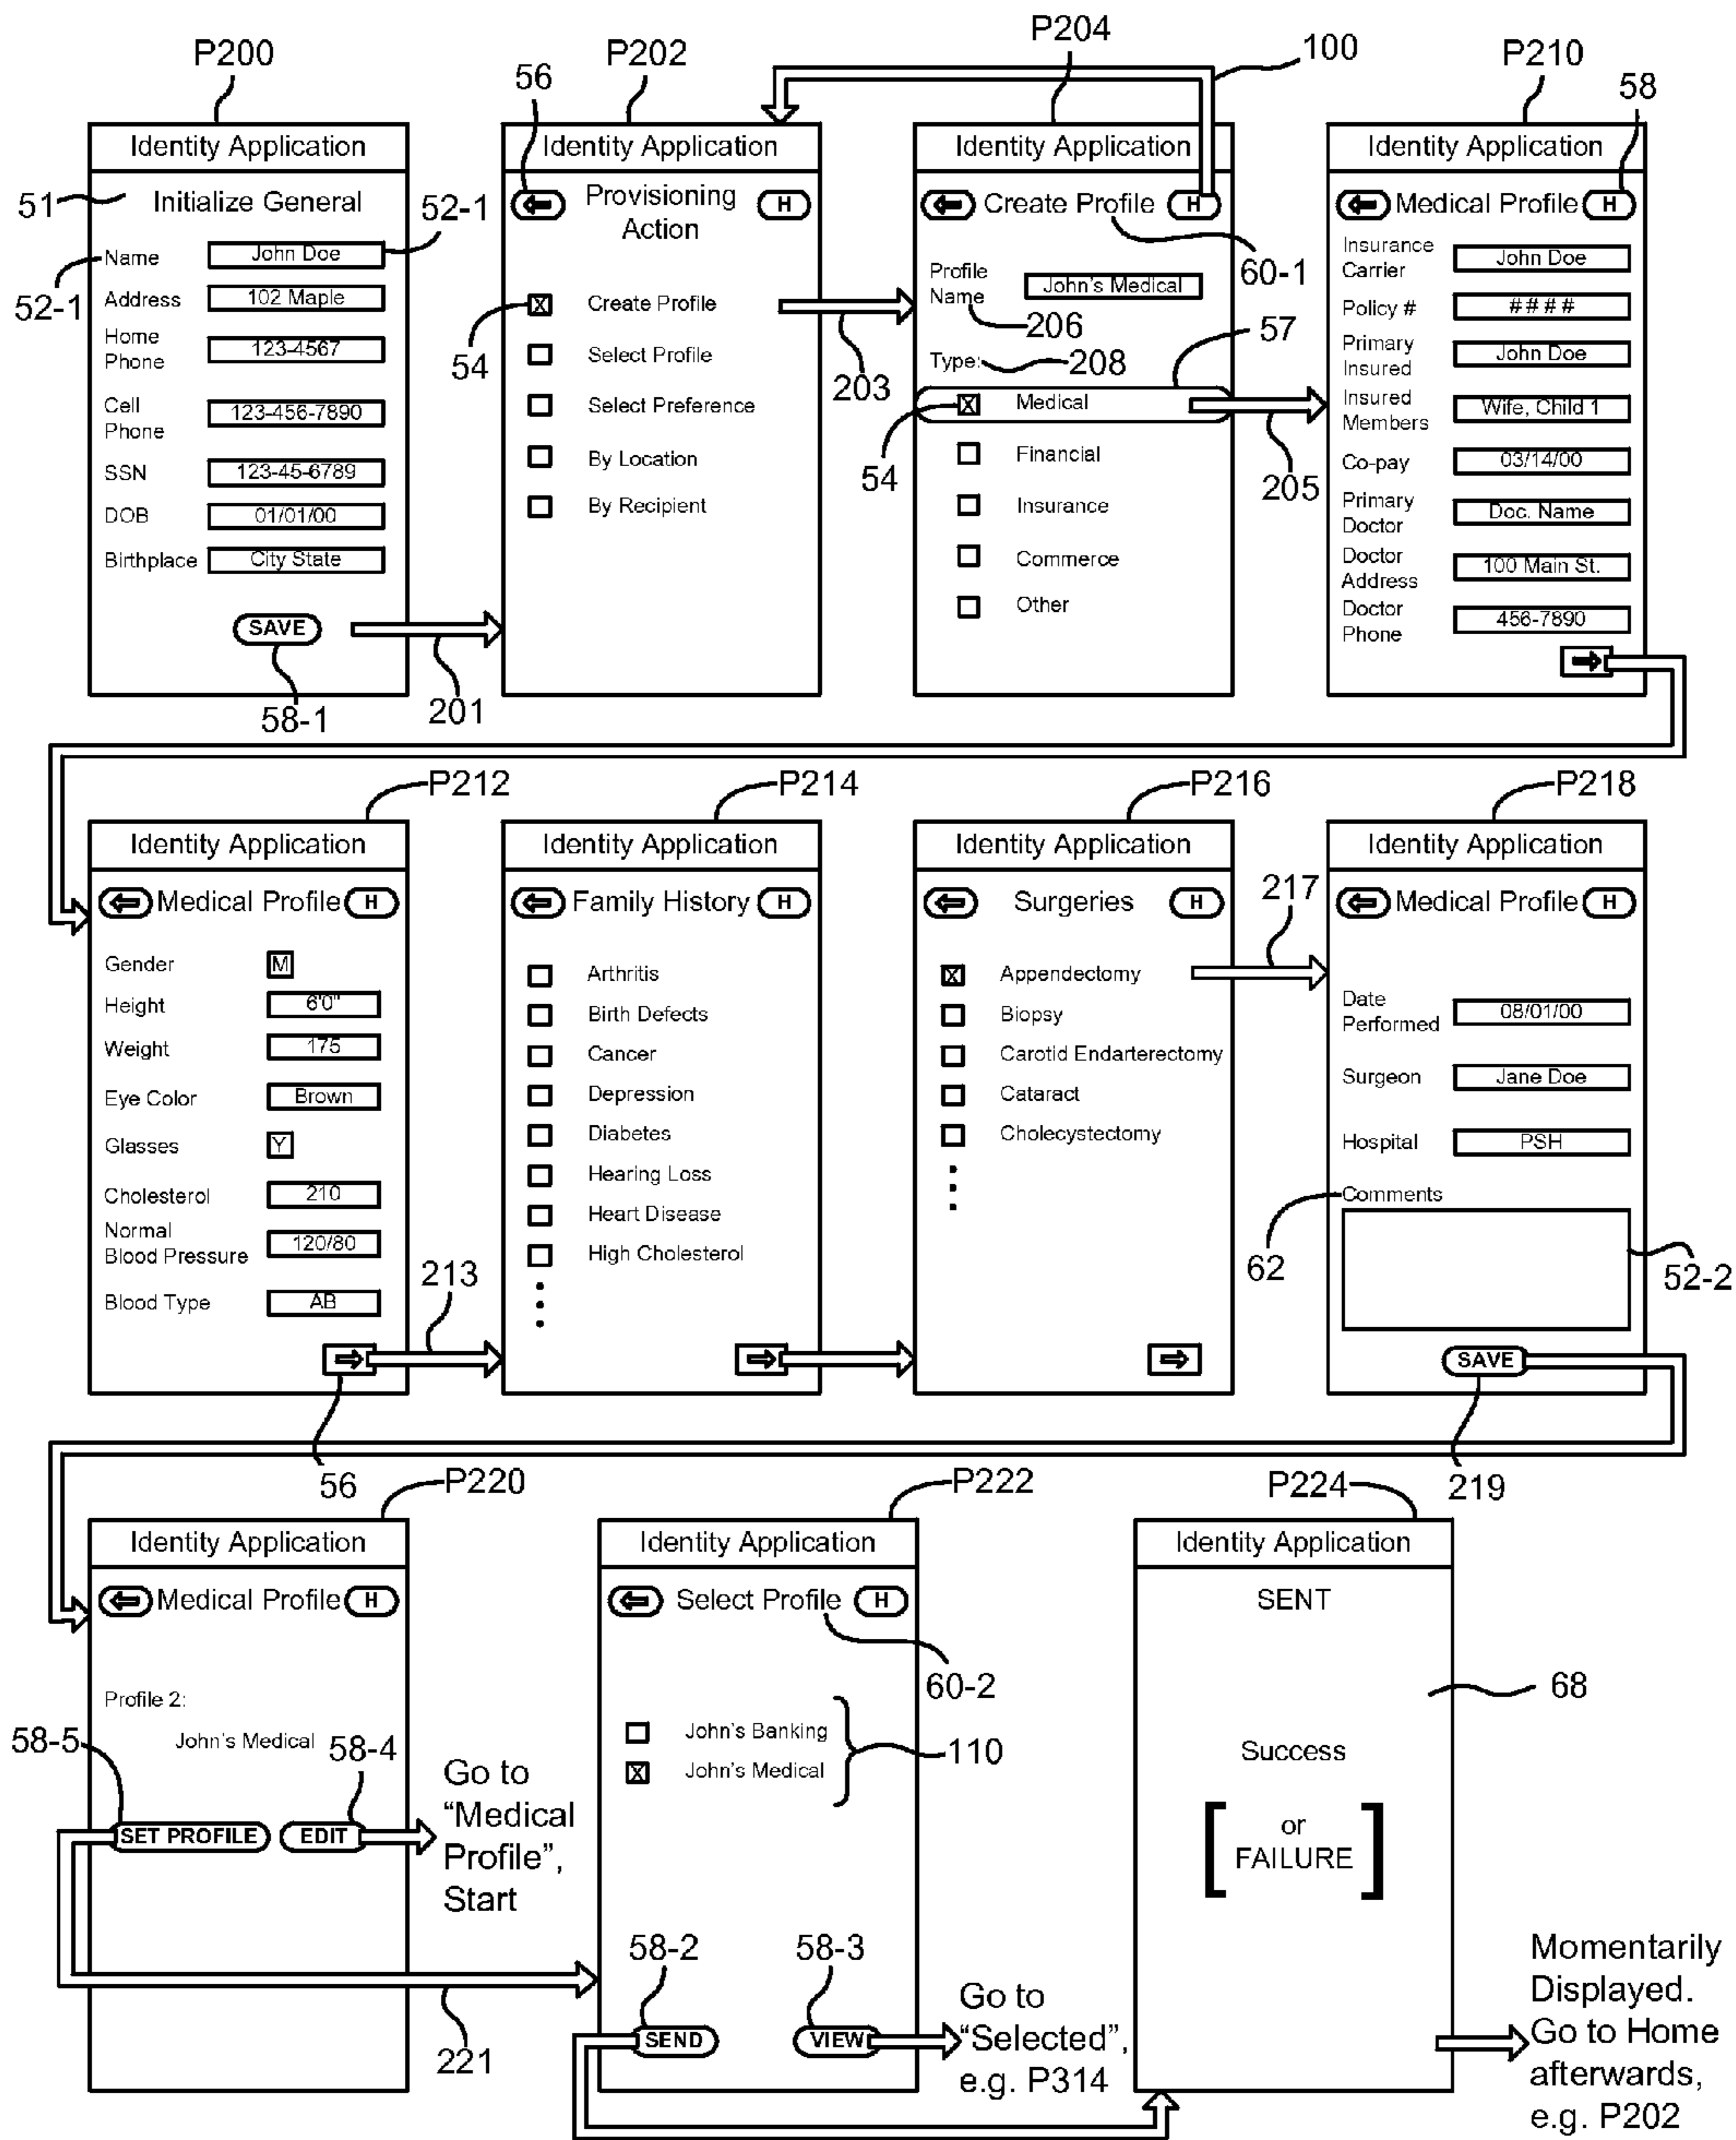 P200
P202
P204
100
P210
56
58
Identity Application
Identity Application
Identity Application
Identity Application
51
Initialize General
52-1
Name
John Doe
52-1
Address
102 Maple
Home
Phone
123-4567
Cell
Phone
123-456-7890
SSN
123-45-6789
DOB
01/01/00
Birthplace
City State
SAVE
58-1
201
Provisioning
Action
H
Create Profile
54
Select Profile
Select Preference
By Location
By Recipient
203
Create Profile
H
60-1
Profile
Name
John's Medical
206
57
Type:
208
Medical
54
Financial
Insurance
Commerce
Other
205
Medical Profile
H
Insurance
Carrier
John Doe
Policy #
####
Primary
Insured
John Doe
Insured
Members
Wife, Child 1
Co-pay
03/14/00
Primary
Doctor
Doc. Name
Doctor
Address
100 Main St.
Doctor
Phone
456-7890
P212
P214
P216
P218
Identity Application
Identity Application
Identity Application
Identity Application
Medical Profile
H
Gender
M
Height
6'0"
Weight
175
Eye Color
Brown
Glasses
Y
Cholesterol
210
Normal
Blood Pressure
120/80
Blood Type
AB
213
56
Family History
H
Arthritis
Birth Defects
Cancer
Depression
Diabetes
Hearing Loss
Heart Disease
High Cholesterol
Surgeries
H
217
Appendectomy
Biopsy
Carotid Endarterectomy
Cataract
Cholecystectomy
Medical Profile
H
Date
Performed
08/01/00
Surgeon
Jane Doe
Hospital
PSH
Comments
62
52-2
SAVE
219
P220
P222
P224
Identity Application
Identity Application
Identity Application
Medical Profile
H
Profile 2:
John's Medical
58-5
58-4
SET PROFILE
EDIT
Go to
“Medical
Profile”,
Start
221
Select Profile
H
60-2
John's Banking
John's Medical
110
58-2
58-3
SEND
VIEW
Go to
“Selected”,
e.g. P314
SENT
68
Success
[ or
FAILURE ]
Momentarily
Displayed.
Go to Home
afterwards,
e.g. P202